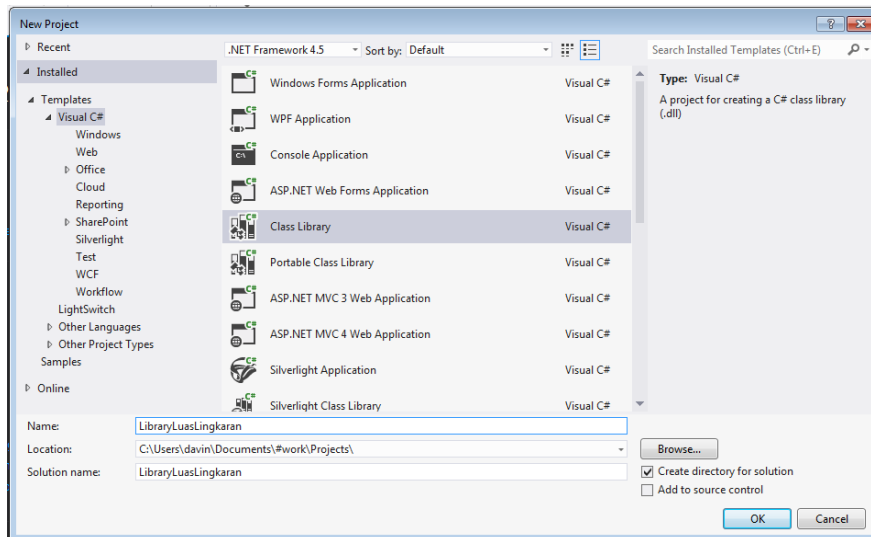 New Project
Recent
.NET Framework 4.5
Sort by: Default
Search Installed Templates (Ctrl+E)
Installed
Templates
Visual C#
Windows
Web
Office
Cloud
Reporting
SharePoint
Silverlight
Test
WCF
Workflow
LightSwitch
Other Languages
Other Project Types
Samples
Online
Windows Forms Application Visual C#
WPF Application Visual C#
Console Application Visual C#
ASP.NET Web Forms Application Visual C#
Class Library Visual C#
Portable Class Library Visual C#
ASP.NET MVC 3 Web Application Visual C#
ASP.NET MVC 4 Web Application Visual C#
Silverlight Application Visual C#
Silverlight Class Library Visual C#
Type: Visual C#
A project for creating a C# class library
(.dll)
Name: LibraryLuasLingkaran
Location: C:\Users\davin\Documents\#work\Projects\
Browse...
Solution name: LibraryLuasLingkaran
Create directory for solution
Add to source control
OK Cancel